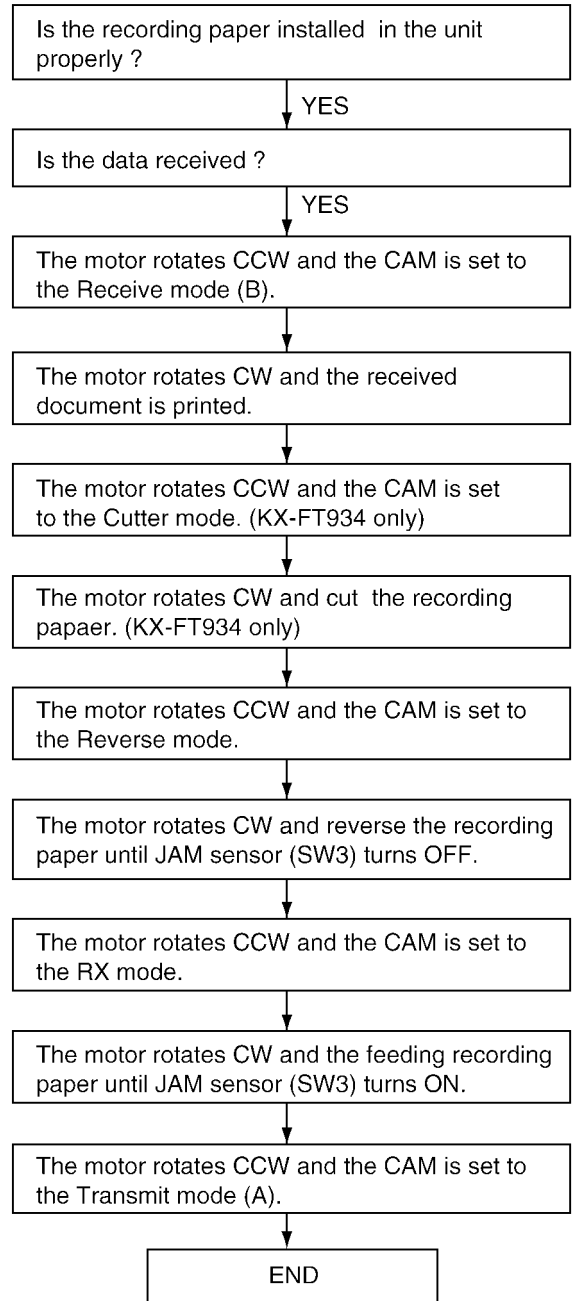 Is the recording paper installed  in the unit
properly ?
YES
Is the data received ?
YES
The motor rotates CCW and the CAM is set to
the Receive mode (B).
The motor rotates CW and the received
document is printed.
The motor rotates CCW and the CAM is set
to the Cutter mode. (KX-FT934 only)
The motor rotates CW and cut  the recording
papaer. (KX-FT934 only)
The motor rotates CCW and the CAM is set to
the Reverse mode.
The motor rotates CW and reverse the recording
paper until JAM sensor (SW3) turns OFF.
The motor rotates CCW and the CAM is set to
the RX mode.
The motor rotates CW and the feeding recording
paper until JAM sensor (SW3) turns ON.
The motor rotates CCW and the CAM is set to
the Transmit mode (A).
END